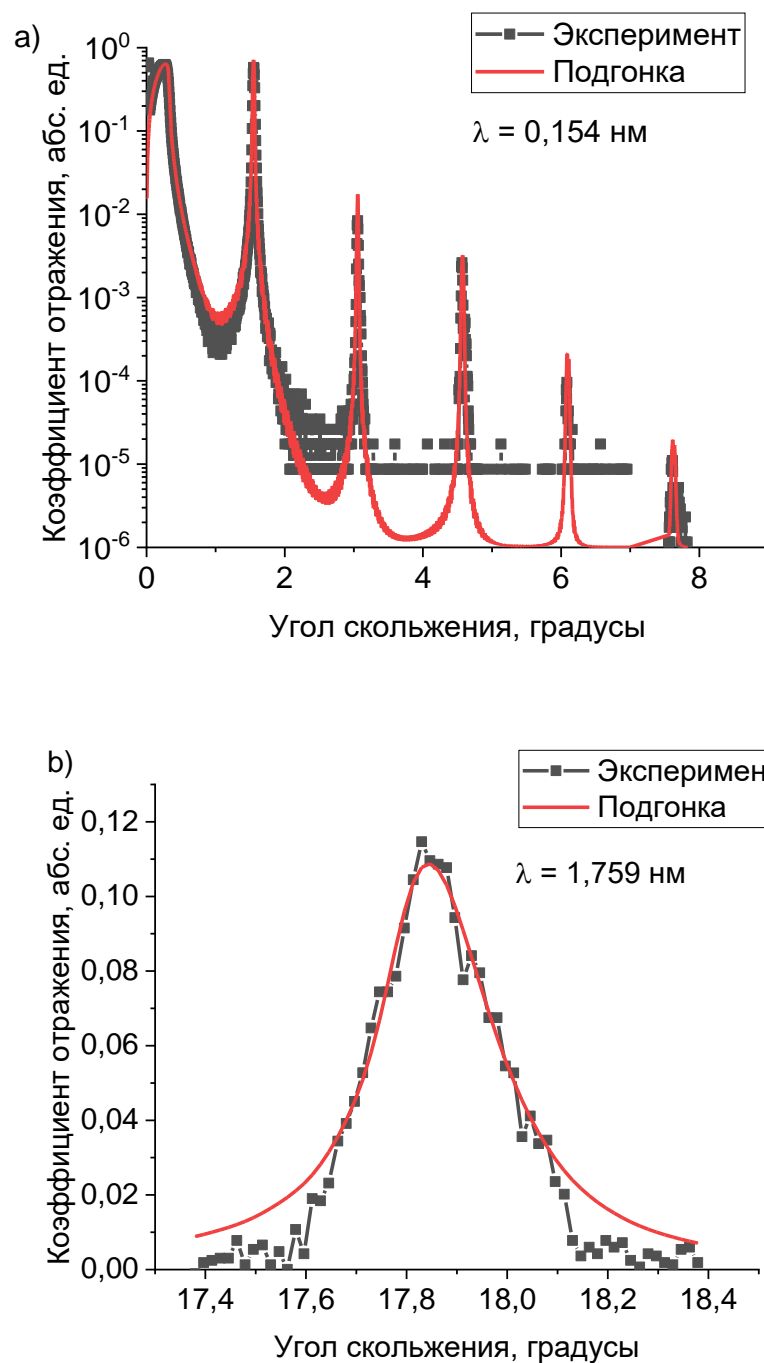 a)
Эксперимент
Подгонка
λ = 0,154 нм
Коэффициент отражения, абс. ед.
10⁰
10⁻¹
10⁻²
10⁻³
10⁻⁴
10⁻⁵
10⁻⁶
0 2 4 6 8
Угол скольжения, градусы
b)
Эксперимен
Подгонка
λ = 1,759 нм
Коэффициент отражения, абс. ед.
0,12
0,10
0,08
0,06
0,04
0,02
0,00
17,4 17,6 17,8 18,0 18,2 18,4
Угол скольжения, градусы